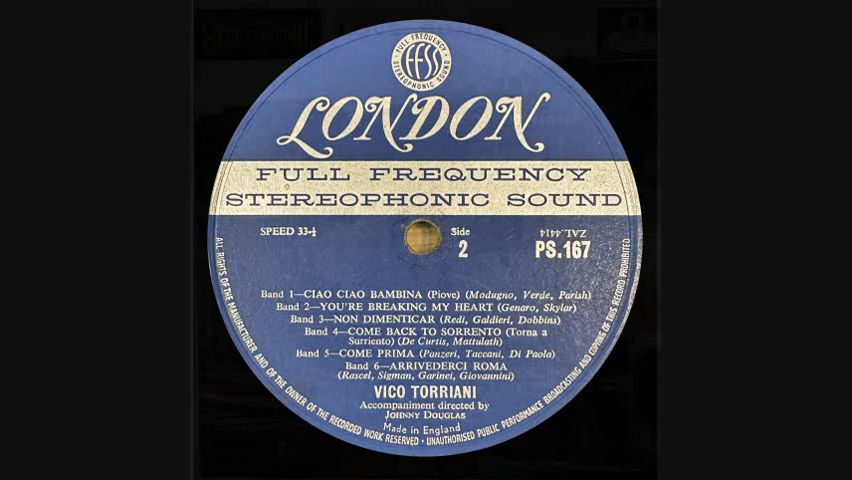 FULL FREQUENCY
ffss
STEREOPHONIC SOUND
LONDON
FULL FREQUENCY
STEREOPHONIC SOUND
SPEED 33-⅓
Side
2
ZAL.4414
PS.167
Band 1—CIAO CIAO BAMBINA (Piove) (Modugno, Verde, Parish)
Band 2—YOU'RE BREAKING MY HEART (Genaro, Skylar)
Band 3—NON DIMENTICAR (Redi, Galdieri, Dobbins)
Band 4—COME BACK TO SORRENTO (Torna a
Surriento) (De Curtis, Mattulath)
Band 5—COME PRIMA (Panzeri, Taccani, Di Paola)
Band 6—ARRIVEDERCI ROMA
(Rascel, Sigman, Garinei, Giovannini)
VICO TORRIANI
Accompaniment directed by
JOHNNY DOUGLAS
Made in England
ALL RIGHTS OF THE MANUFACTURER AND OF THE OWNER OF THE RECORDED WORK RESERVED · UNAUTHORISED PUBLIC PERFORMANCE BROADCASTING AND COPYING OF THIS RECORD PROHIBITED